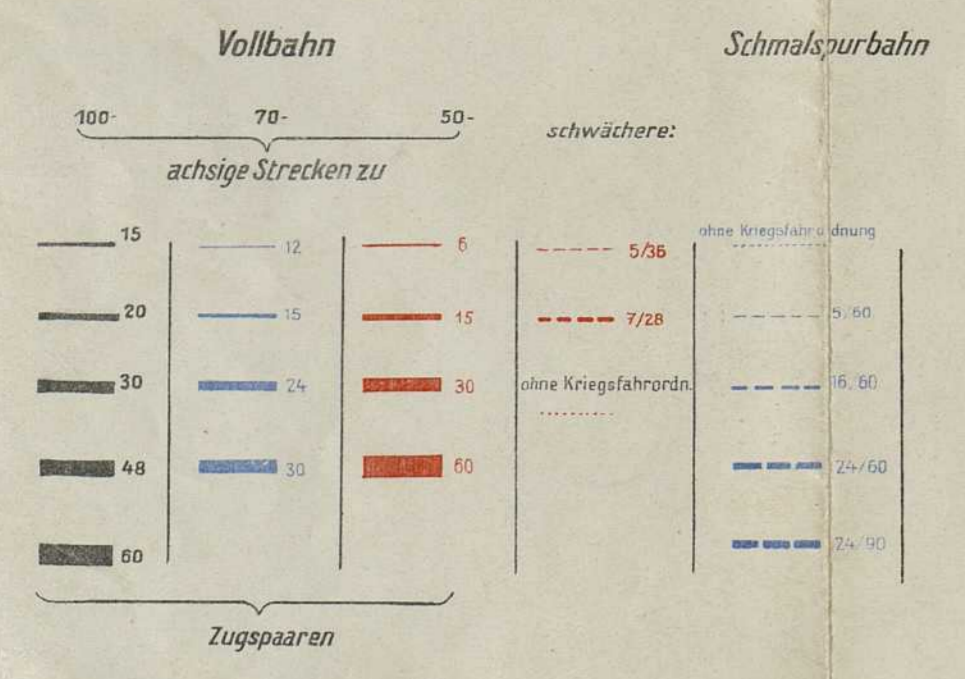 Vollbahn
Schmalspurbahn
100- 70- 50-
schwächere:
achsige Strecken zu
15 12 6 5/36 ohne Kriegsfahrordnung
20 15 15 7/28 5/60
30 24 30 ohne Kriegsfahrordn. 16/60
48 30 60 24/60
60 24/90
Zugspaaren